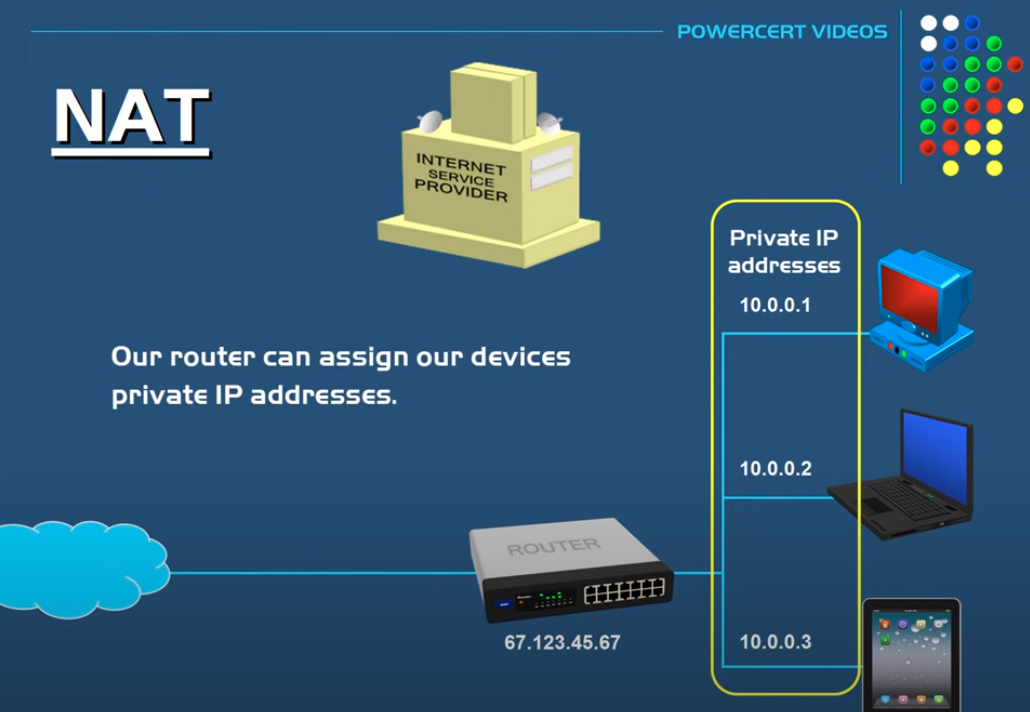 POWERCERT VIDEOS
NAT
INTERNET
SERVICE
PROVIDER
Private IP
addresses
10.0.0.1
Our router can assign our devices
private IP addresses.
10.0.0.2
ROUTER
67.123.45.67
10.0.0.3